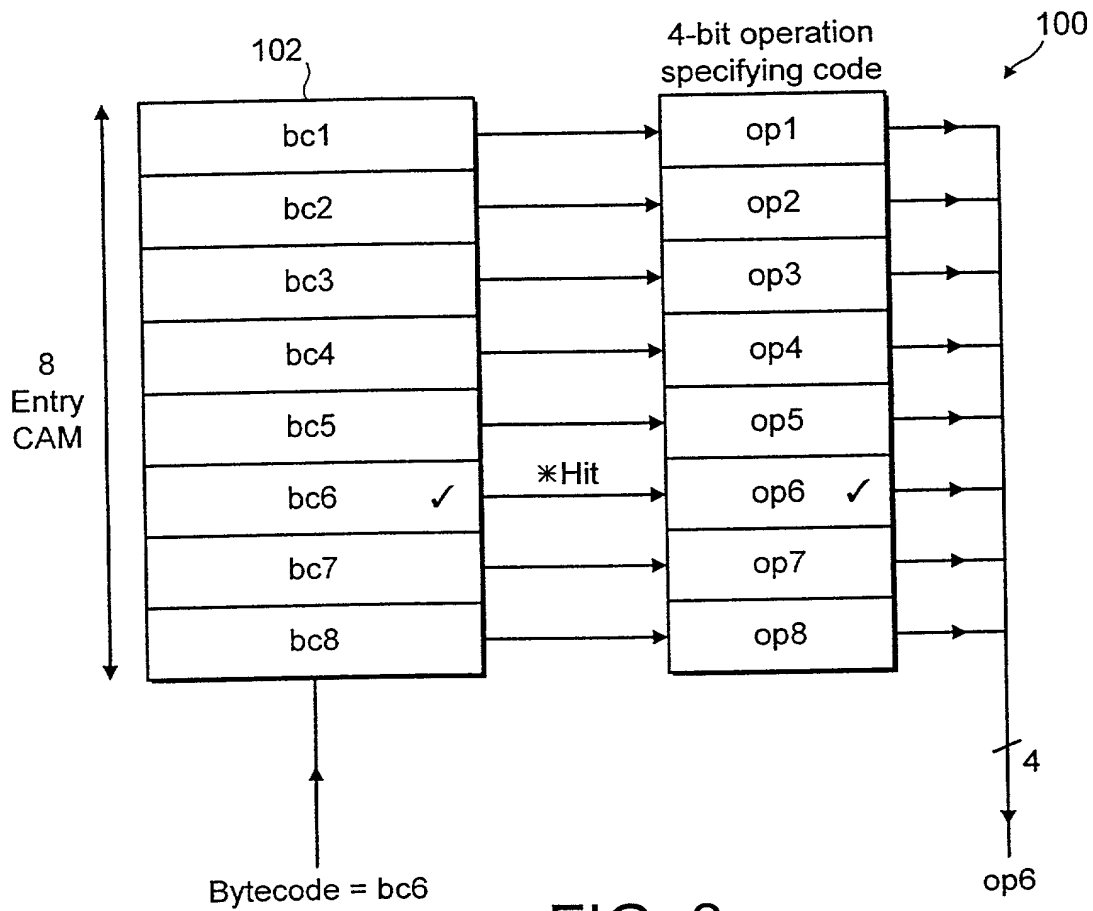 4-bit operation
specifying code
100
102
bc1
op1
bc2
op2
bc3
op3
bc4
op4
8
Entry
CAM
bc5
op5
bc6 ✓
✳Hit
op6 ✓
bc7
op7
bc8
op8
4
Bytecode = bc6
op6